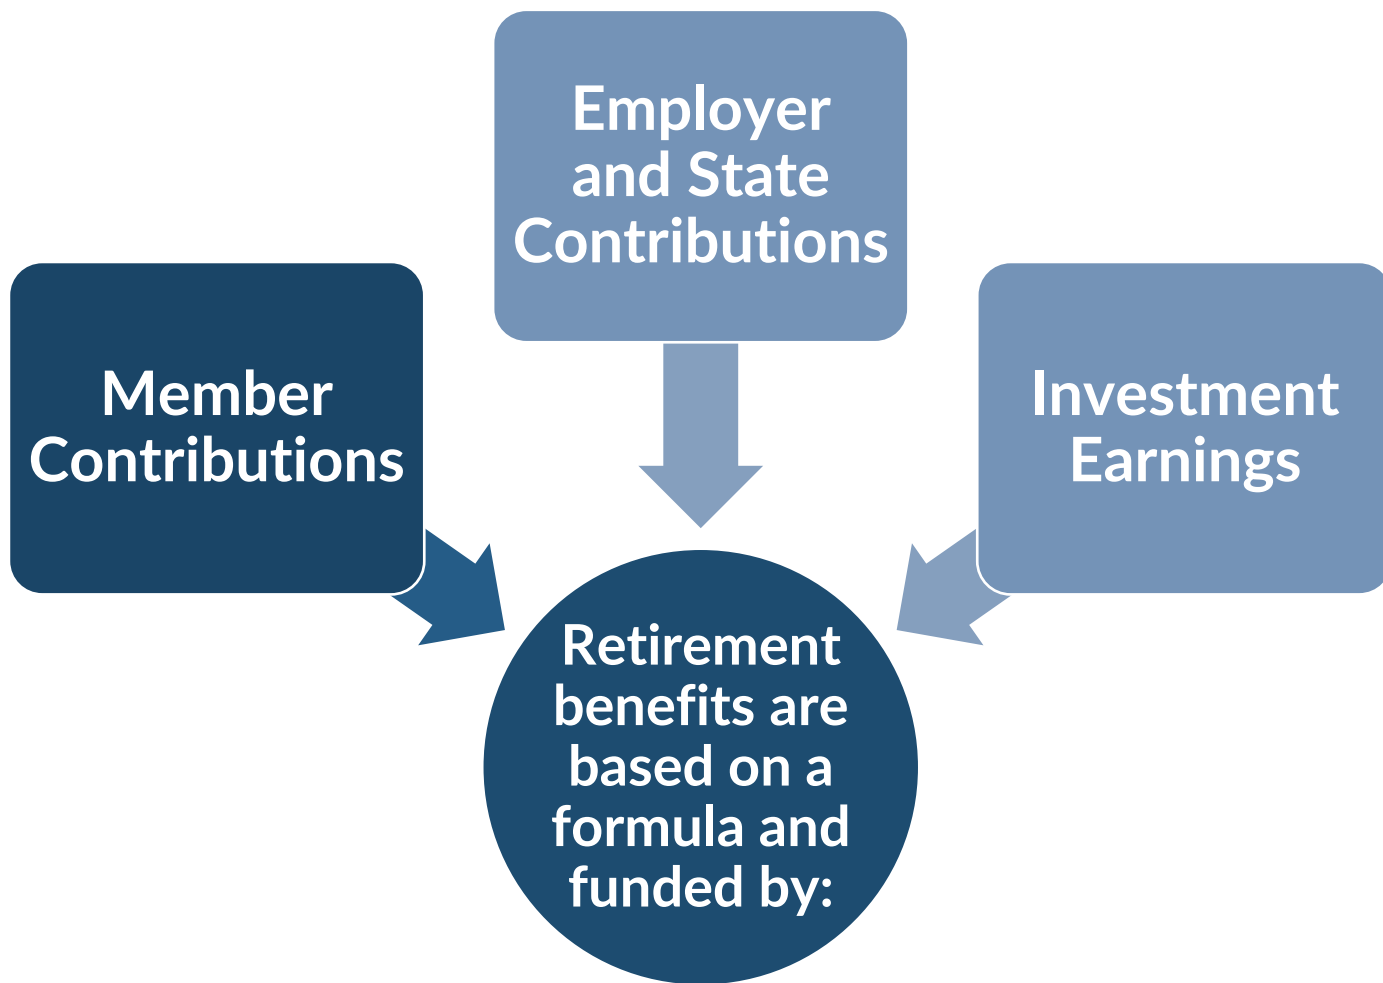 Employer
and State
Contributions
Member
Contributions
Investment
Earnings
Retirement
benefits are
based on a
formula and
funded by: